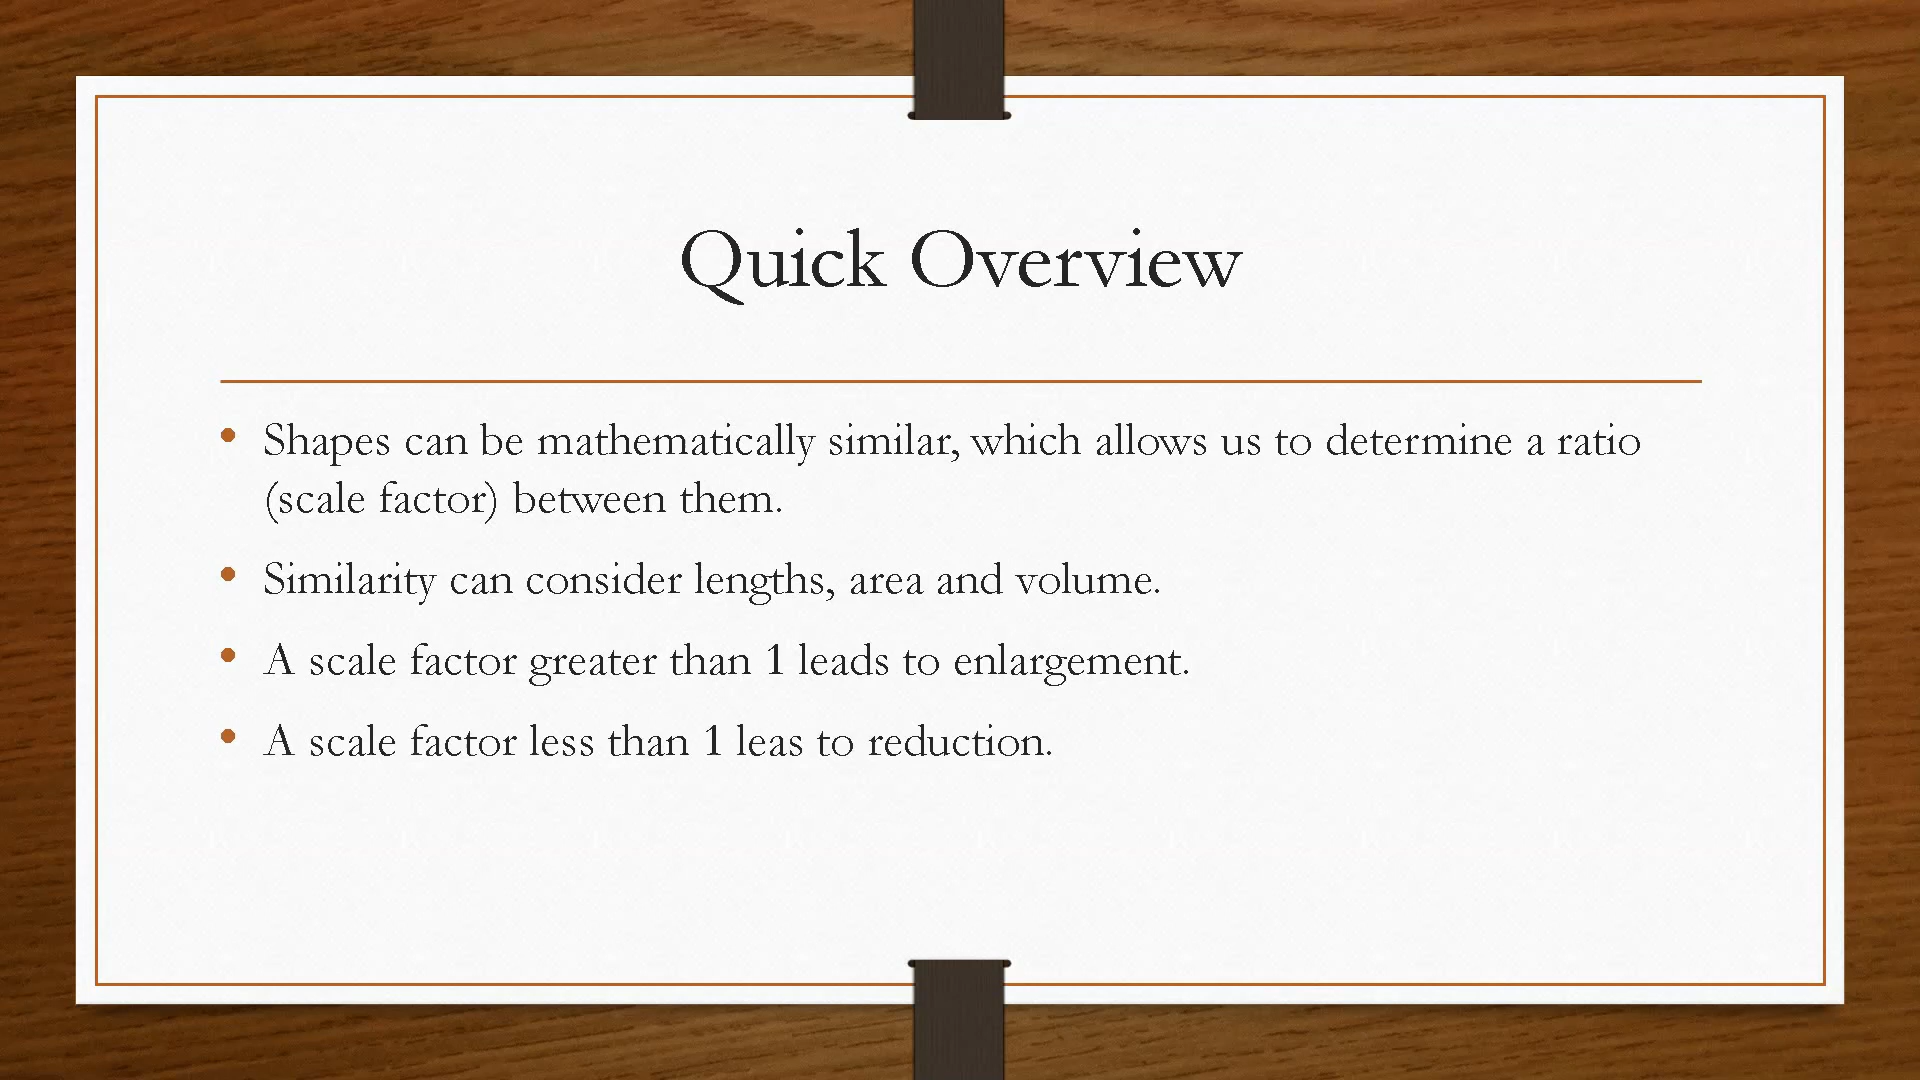 Quick Overview
• Shapes can be mathematically similar, which allows us to determine a ratio
(scale factor) between them.
• Similarity can consider lengths, area and volume.
• A scale factor greater than 1 leads to enlargement.
• A scale factor less than 1 leas to reduction.